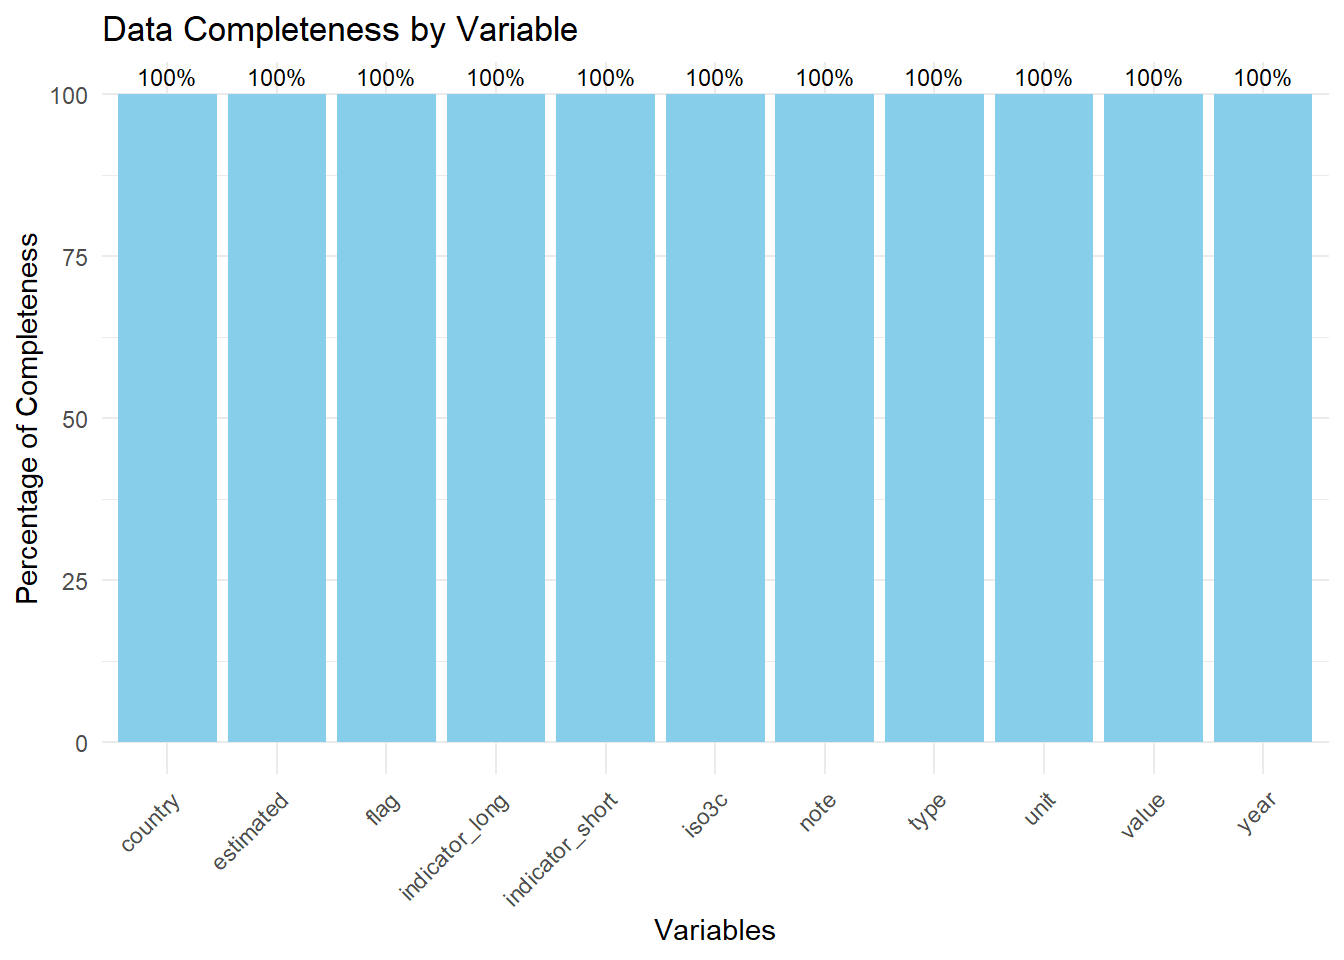 Data Completeness by Variable
100% 100% 100% 100% 100% 100% 100% 100% 100% 100% 100%
100
75
50
25
0
Percentage of Completeness
country estimated flag indicator_long indicator_short iso3c note type unit value year
Variables